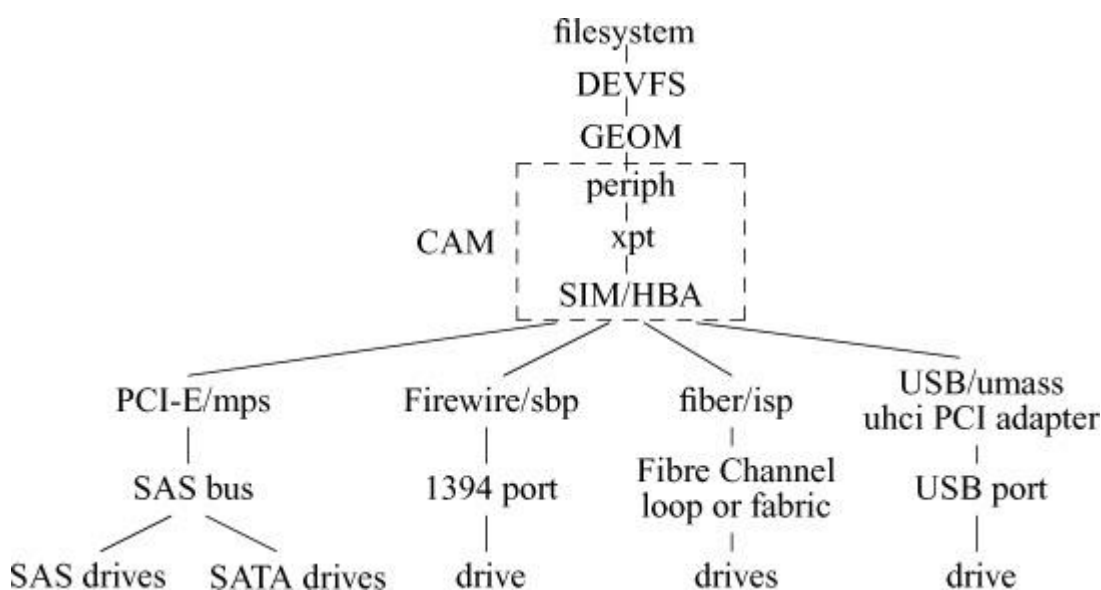 filesystem
DEVFS
GEOM
periph
CAM
xpt
SIM/HBA
PCI-E/mps
Firewire/sbp
fiber/isp
USB/umass
uhci PCI adapter
SAS bus
1394 port
Fibre Channel
loop or fabric
USB port
SAS drives
SATA drives
drive
drives
drive